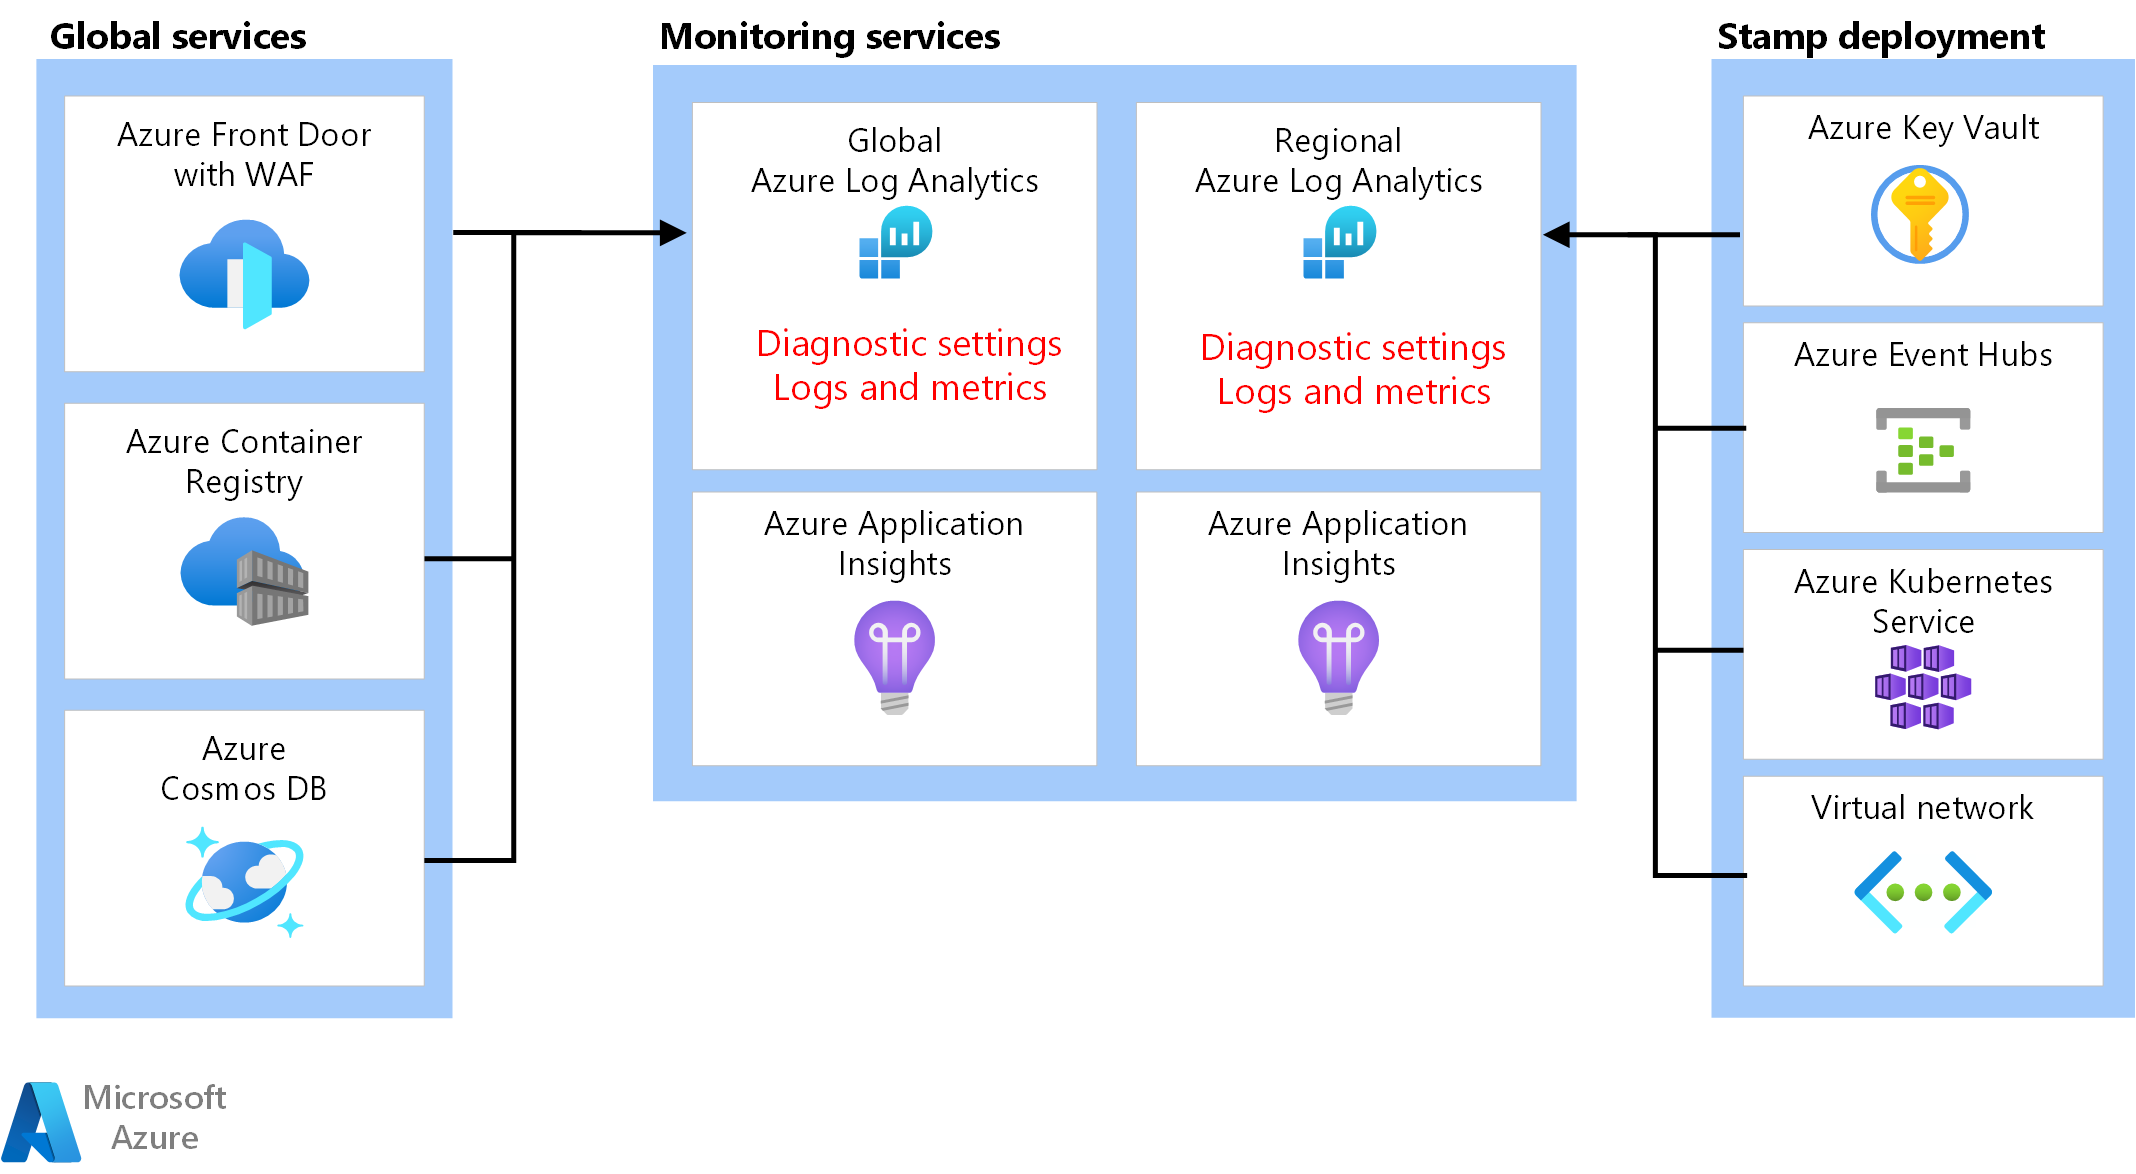 Global services
Azure Front Door
with WAF
Azure Container
Registry
Azure
Cosmos DB
Monitoring services
Global
Azure Log Analytics
Diagnostic settings
Logs and metrics
Regional
Azure Log Analytics
Diagnostic settings
Logs and metrics
Azure Application
Insights
Azure Application
Insights
Stamp deployment
Azure Key Vault
Azure Event Hubs
Azure Kubernetes
Service
Virtual network
Microsoft
Azure